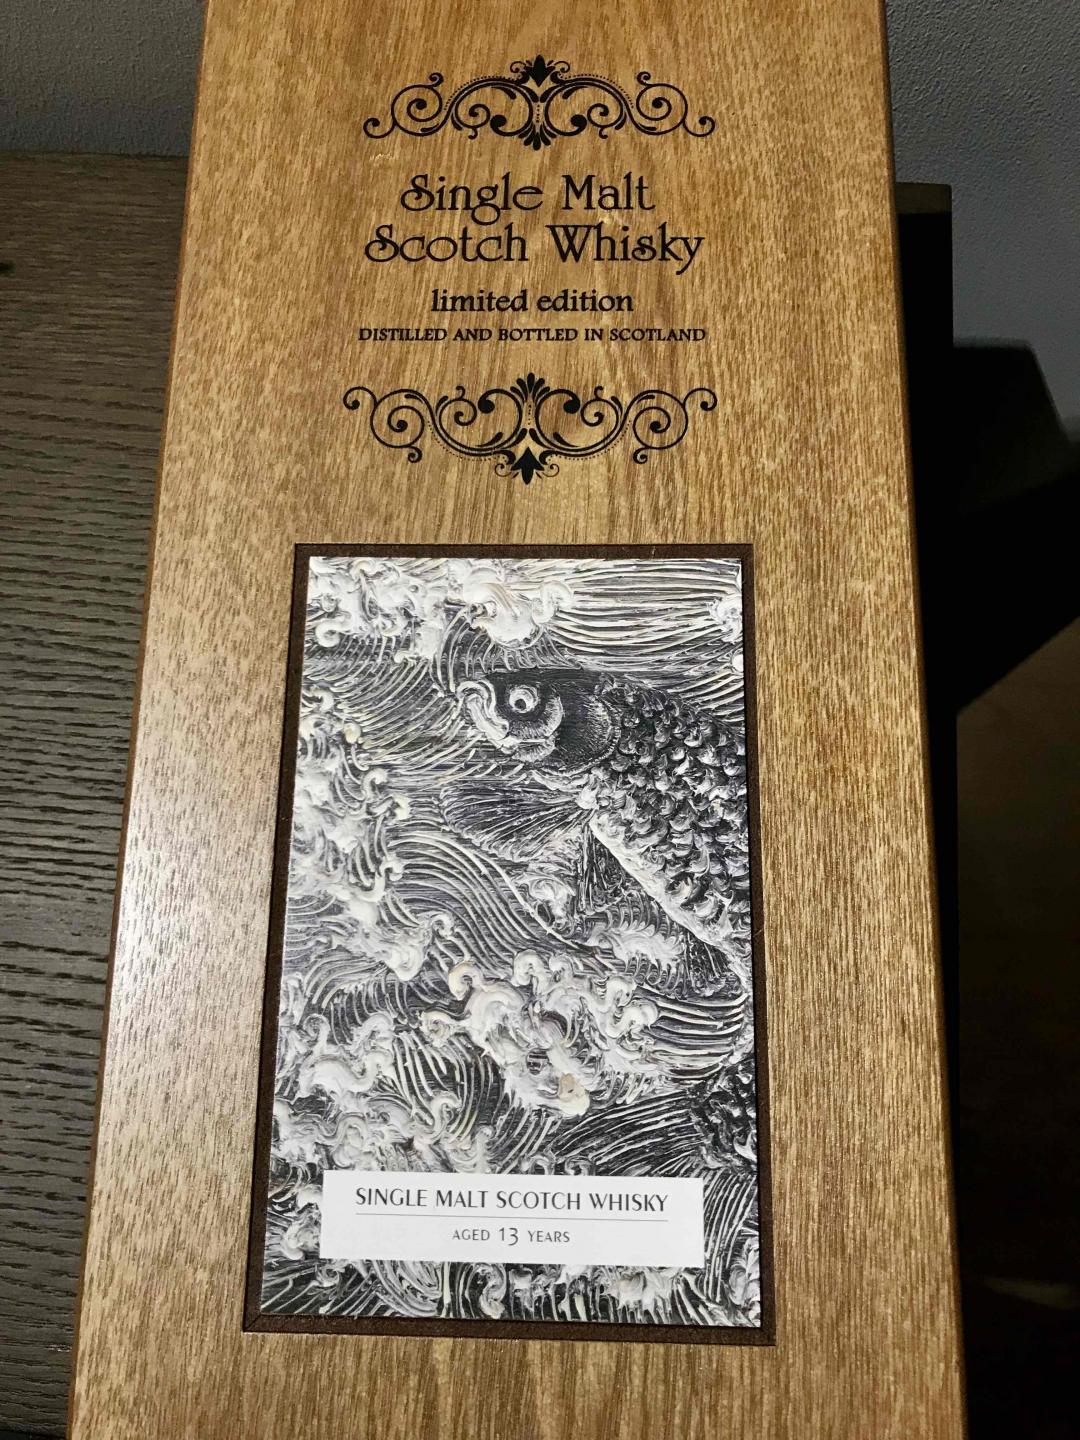 Single Malt
Scotch Whisky
limited edition
DISTILLED AND BOTTLED IN SCOTLAND
SINGLE MALT SCOTCH WHISKY
AGED 13 YEARS